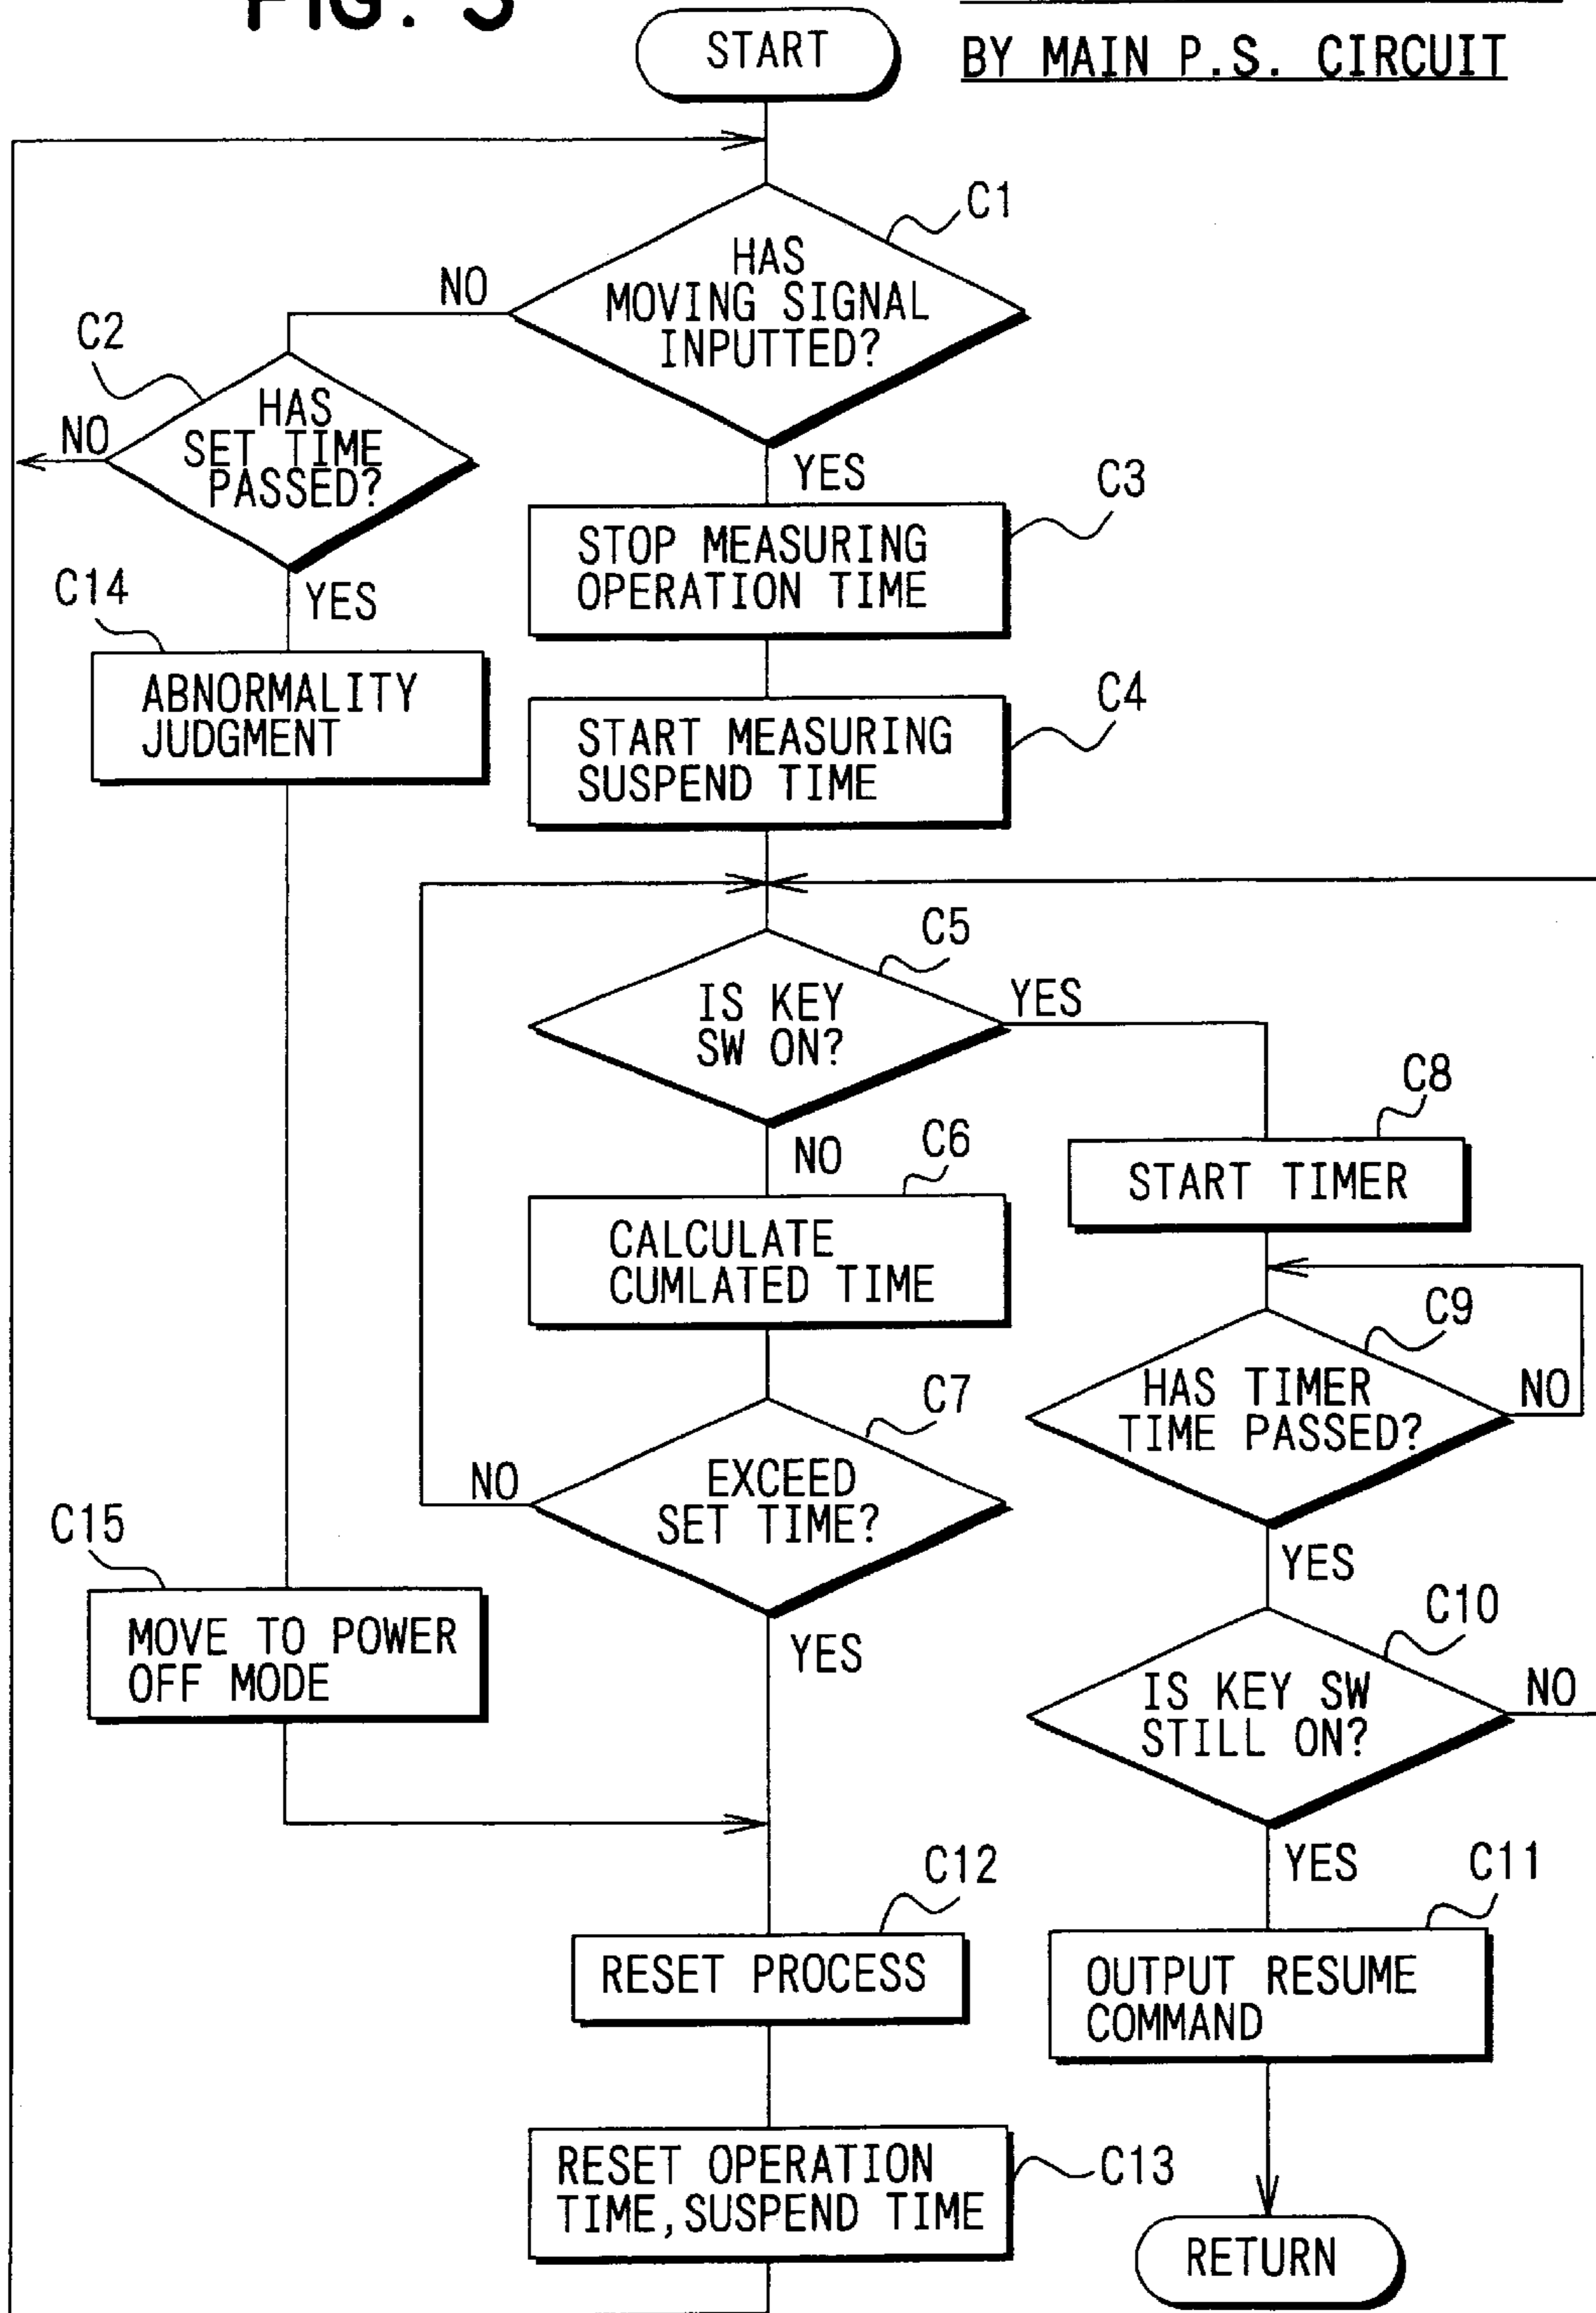 FIG. 5
BY MAIN P.S. CIRCUIT
START
C1
HAS
MOVING SIGNAL
INPUTTED?
NO
YES
C2
HAS
SET TIME
PASSED?
NO
YES
C3
STOP MEASURING
OPERATION TIME
C14
ABNORMALITY
JUDGMENT
C4
START MEASURING
SUSPEND TIME
C5
IS KEY
SW ON?
YES
NO
C6
CALCULATE
CUMLATED TIME
C8
START TIMER
C7
EXCEED
SET TIME?
NO
YES
C9
HAS TIMER
TIME PASSED?
NO
YES
C15
MOVE TO POWER
OFF MODE
C10
IS KEY SW
STILL ON?
NO
YES
C12
RESET PROCESS
C11
OUTPUT RESUME
COMMAND
C13
RESET OPERATION
TIME,SUSPEND TIME
RETURN